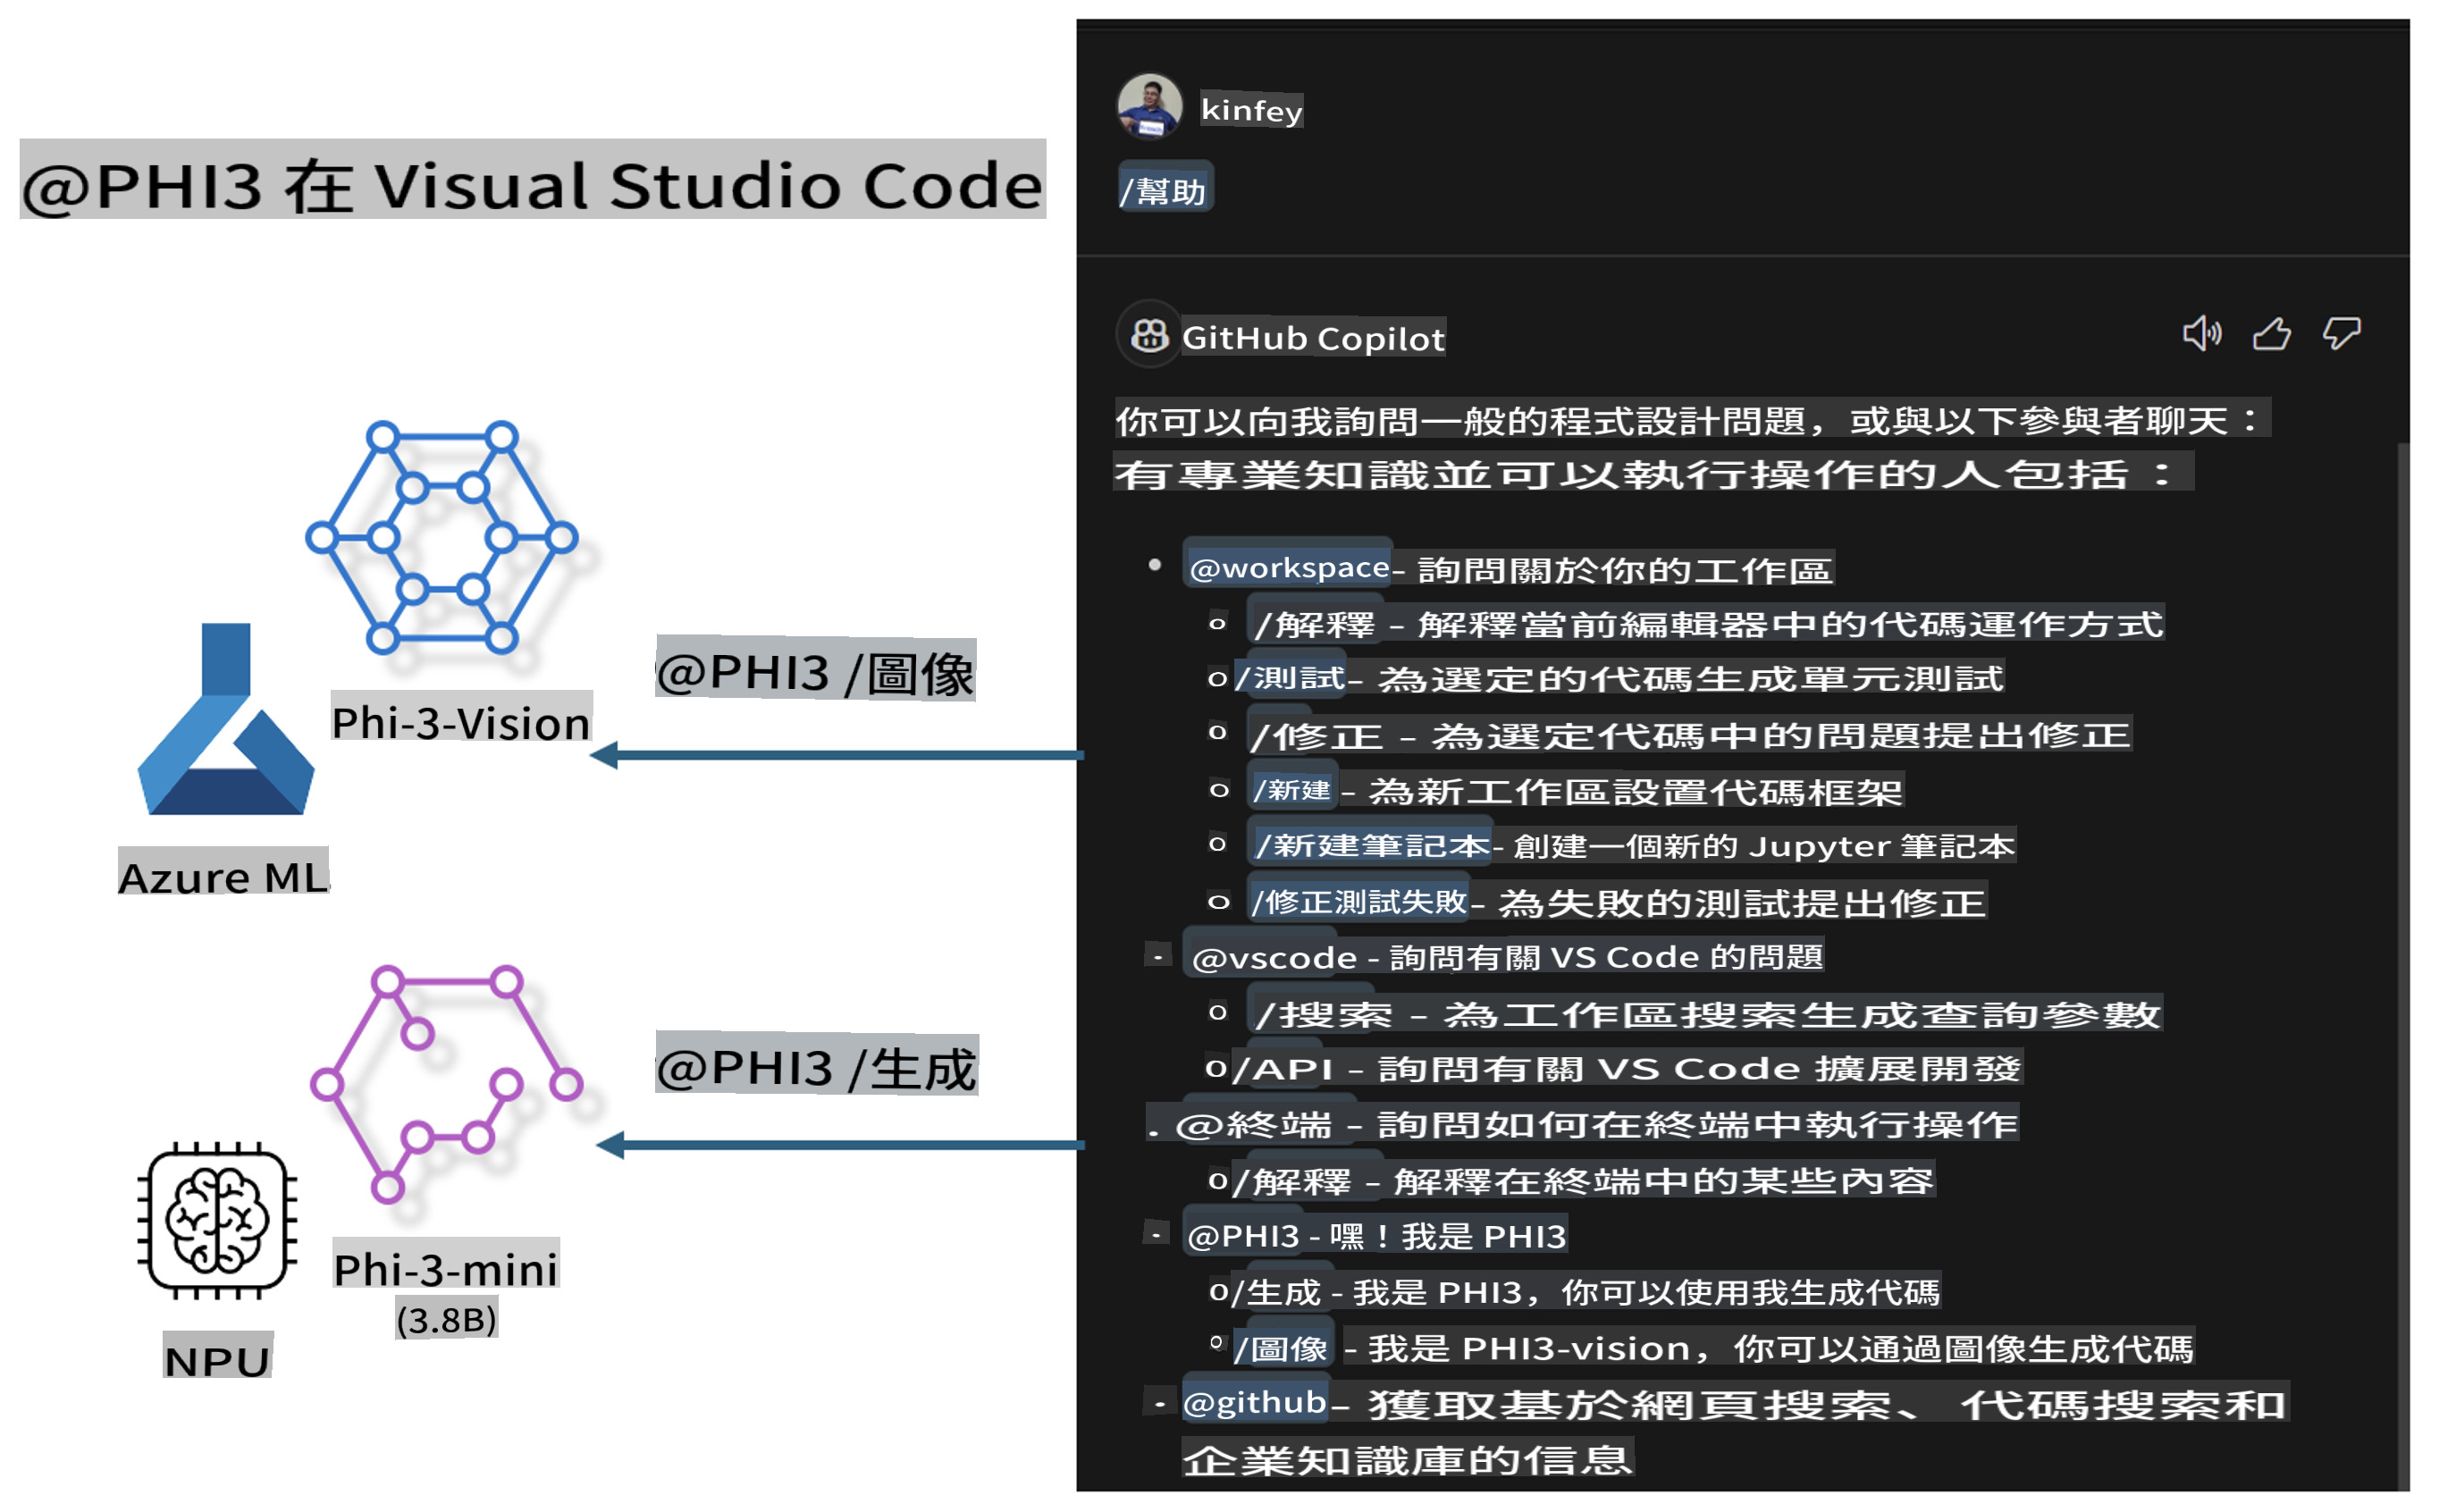 @PHI3 在 Visual Studio Code
Phi-3-Vision
Azure ML
@PHI3 /圖像
Phi-3-mini
(3.8B)
NPU
@PHI3 /生成
kinfey
/幫助
GitHub Copilot
你可以向我詢問一般的程式設計問題，或與以下參與者聊天：
有專業知識並可以執行操作的人包括：
• @workspace- 詢問關於你的工作區
o /解釋 - 解釋當前編輯器中的代碼運作方式
o /測試- 為選定的代碼生成單元測試
o /修正 - 為選定代碼中的問題提出修正
o /新建 - 為新工作區設置代碼框架
o /新建筆記本- 創建一個新的 Jupyter 筆記本
o /修正測試失敗- 為失敗的測試提出修正
· @vscode - 詢問有關 VS Code 的問題
o /搜索 - 為工作區搜索生成查詢參數
o/API - 詢問有關 VS Code 擴展開發
. @終端 - 詢問如何在終端中執行操作
o/解釋 - 解釋在終端中的某些內容
· @PHI3 - 嘿！我是 PHI3
o/生成 - 我是 PHI3，你可以使用我生成代碼
o /圖像 - 我是 PHI3-vision，你可以通過圖像生成代碼
· @github- 獲取基於網頁搜索、代碼搜索和
企業知識庫的信息